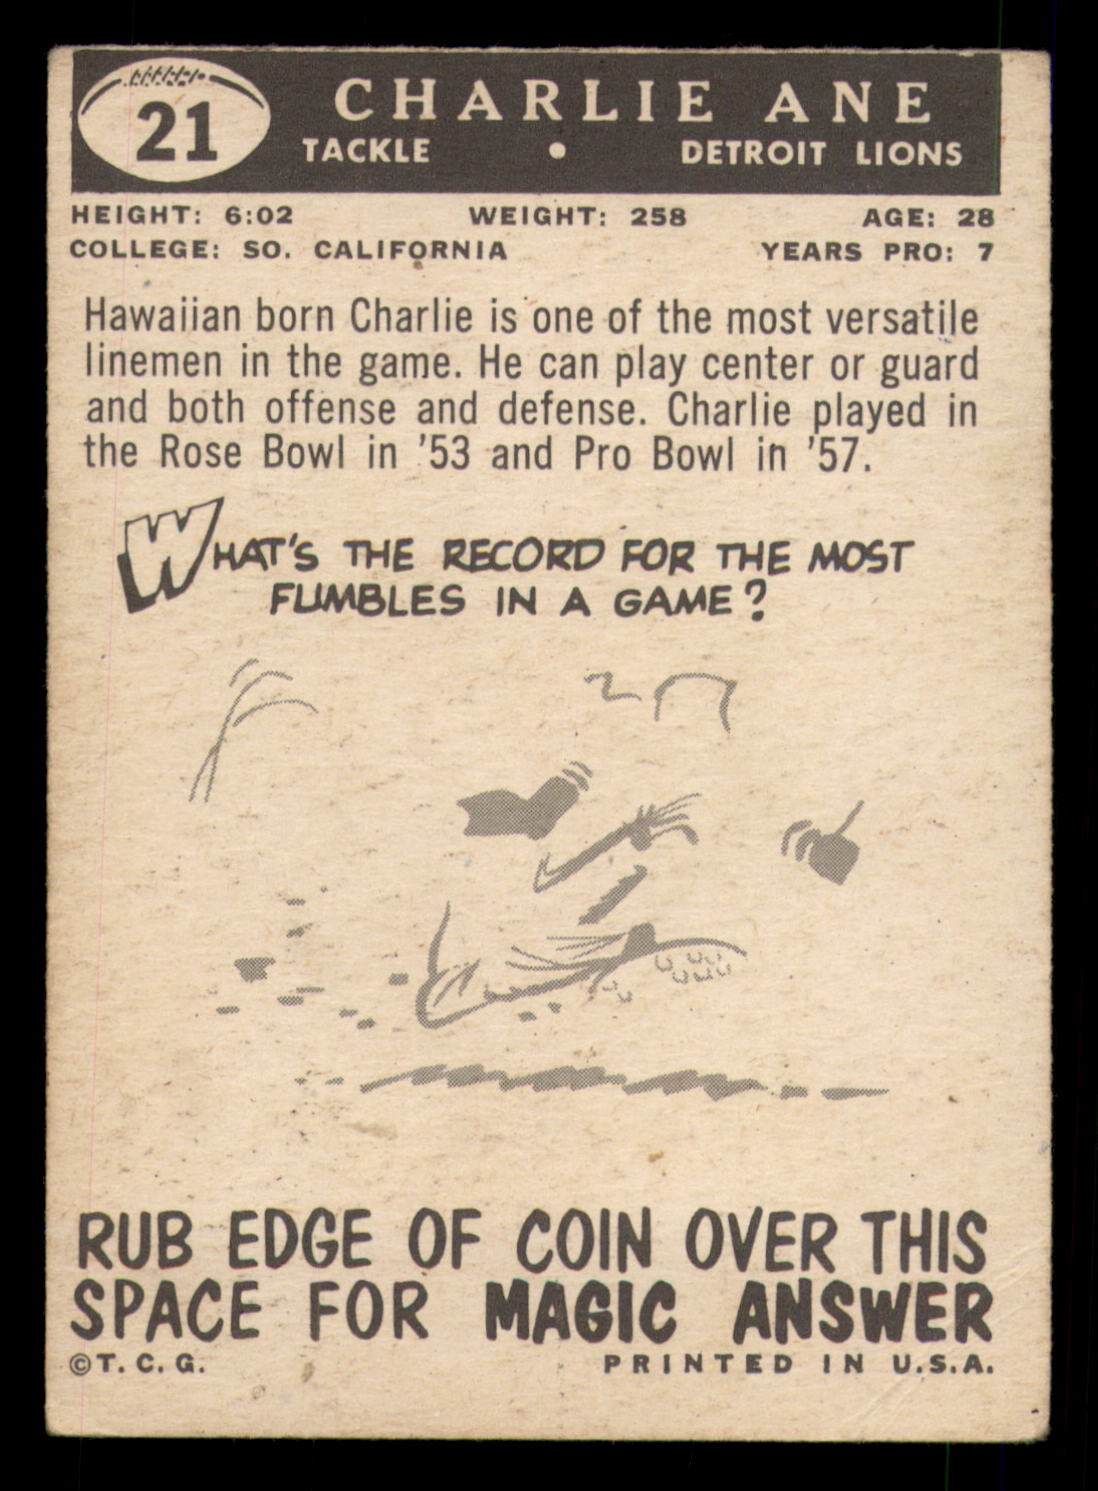 21
CHARLIE ANE
TACKLE • DETROIT LIONS
HEIGHT: 6:02 WEIGHT: 258 AGE: 28
COLLEGE: SO. CALIFORNIA YEARS PRO: 7
Hawaiian born Charlie is one of the most versatile
linemen in the game. He can play center or guard
and both offense and defense. Charlie played in
the Rose Bowl in '53 and Pro Bowl in '57.
WHAT'S THE RECORD FOR THE MOST
FUMBLES IN A GAME?
RUB EDGE OF COIN OVER THIS
SPACE FOR MAGIC ANSWER
©T. C. G. PRINTED IN U.S.A.